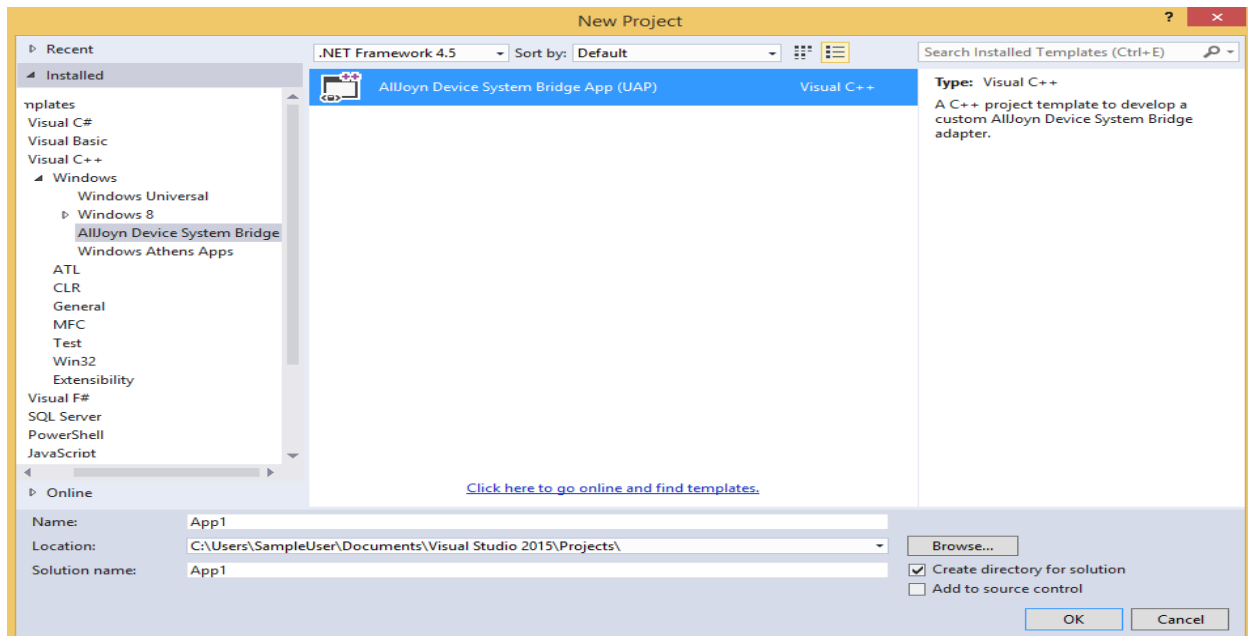 New Project
?
Recent
Installed
mplates
Visual C#
Visual Basic
Visual C++
Windows
Windows Universal
Windows 8
AllJoyn Device System Bridge
Windows Athens Apps
ATL
CLR
General
MFC
Test
Win32
Extensibility
Visual F#
SQL Server
PowerShell
JavaScript
Online
.NET Framework 4.5
Sort by: Default
AllJoyn Device System Bridge App (UAP) Visual C++
Click here to go online and find templates.
Search Installed Templates (Ctrl+E)
Type: Visual C++
A C++ project template to develop a
custom AllJoyn Device System Bridge
adapter.
Name: App1
Location: C:\Users\SampleUser\Documents\Visual Studio 2015\Projects\
Browse...
Solution name: App1
Create directory for solution
Add to source control
OK
Cancel